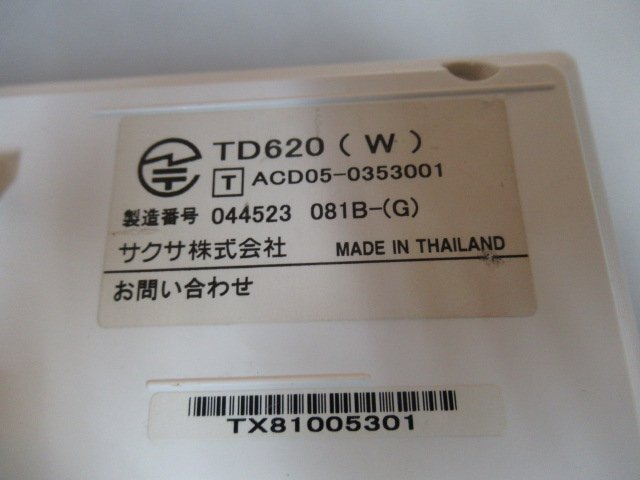 TD620 ( W )
T ACD05-0353001
製造番号 044523 081B-(G)
サクサ株式会社 MADE IN THAILAND
お問い合わせ
TX81005301